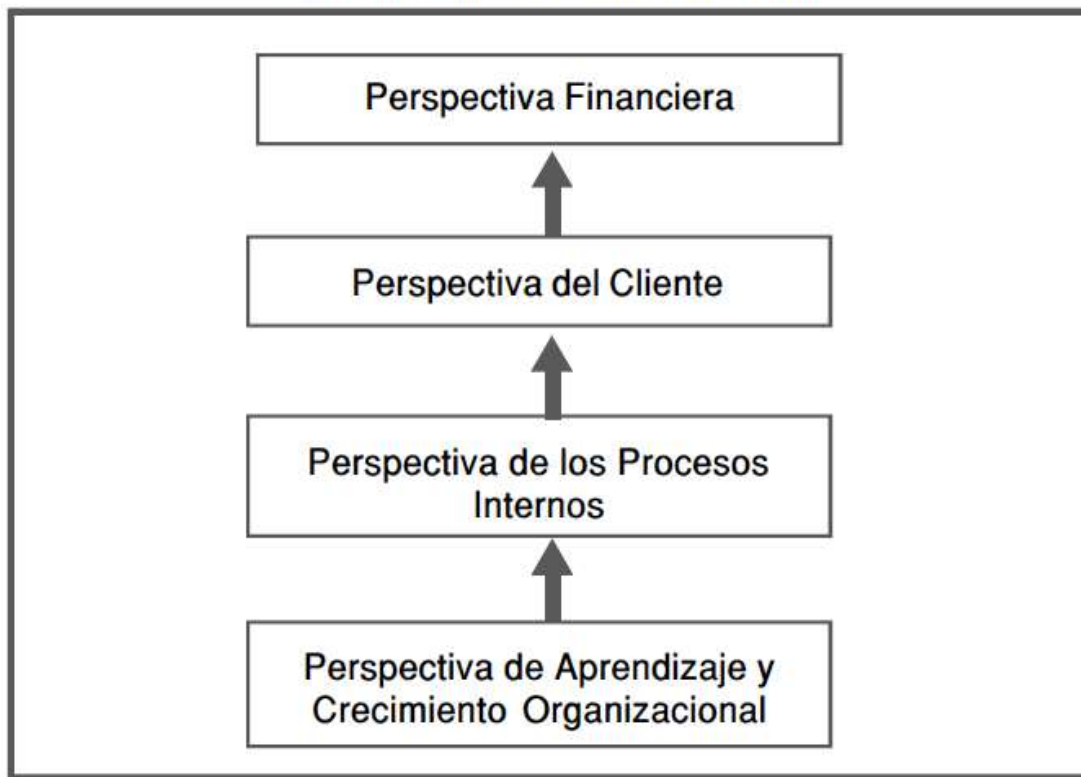 Perspectiva Financiera
Perspectiva del Cliente
Perspectiva de los Procesos
Internos
Perspectiva de Aprendizaje y
Crecimiento Organizacional